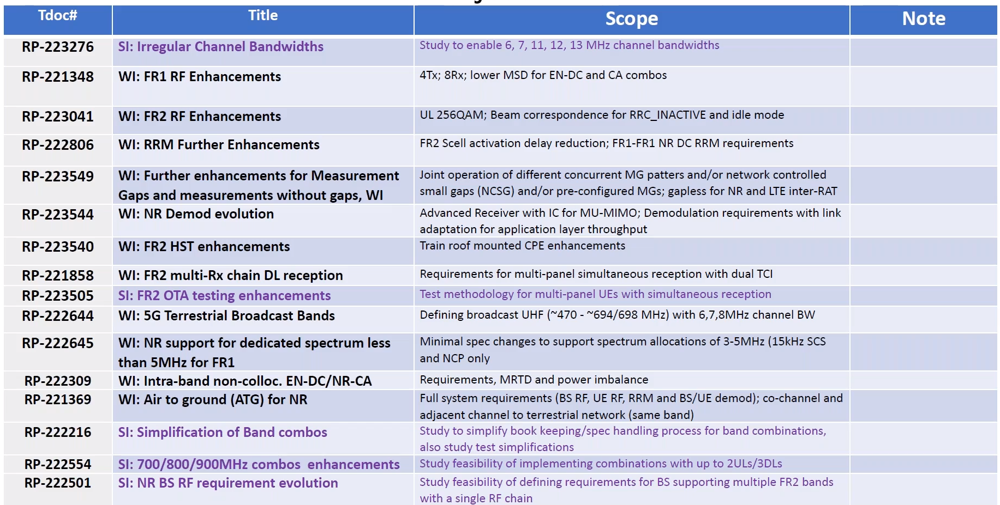 Tdoc# Title Scope Note
RP-223276 SI: Irregular Channel Bandwidths Study to enable 6, 7, 11, 12, 13 MHz channel bandwidths
RP-221348 WI: FR1 RF Enhancements 4Tx; 8Rx; lower MSD for EN-DC and CA combos
RP-223041 WI: FR2 RF Enhancements UL 256QAM; Beam correspondence for RRC_INACTIVE and idle mode
RP-222806 WI: RRM Further Enhancements FR2 Scell activation delay reduction; FR1-FR1 NR DC RRM requirements
RP-223549 WI: Further enhancements for Measurement Joint operation of different concurrent MG patters and/or network controlled
Gaps and measurements without gaps, WI small gaps (NCSG) and/or pre-configured MGs; gapless for NR and LTE inter-RAT
RP-223544 WI: NR Demod evolution Advanced Receiver with IC for MU-MIMO; Demodulation requirements with link
adaptation for application layer throughput
RP-223540 WI: FR2 HST enhancements Train roof mounted CPE enhancements
RP-221858 WI: FR2 multi-Rx chain DL reception Requirements for multi-panel simultaneous reception with dual TCI
RP-223505 SI: FR2 OTA testing enhancements Test methodology for multi-panel UEs with simultaneous reception
RP-222644 WI: 5G Terrestrial Broadcast Bands Defining broadcast UHF (~470 - ~694/698 MHz) with 6,7,8MHz channel BW
RP-222645 WI: NR support for dedicated spectrum less Minimal spec changes to support spectrum allocations of 3-5MHz (15kHz SCS
than 5MHz for FR1 and NCP only
RP-222309 WI: Intra-band non-colloc. EN-DC/NR-CA Requirements, MRTD and power imbalance
RP-221369 WI: Air to ground (ATG) for NR Full system requirements (BS RF, UE RF, RRM and BS/UE demod); co-channel and
adjacent channel to terrestrial network (same band)
RP-222216 SI: Simplification of Band combos Study to simplify book keeping/spec handling process for band combinations,
also study test simplifications
RP-222554 SI: 700/800/900MHz combos enhancements Study feasibility of implementing combinations with up to 2ULs/3DLs
RP-222501 SI: NR BS RF requirement evolution Study feasibility of defining requirements for BS supporting multiple FR2 bands
with a single RF chain